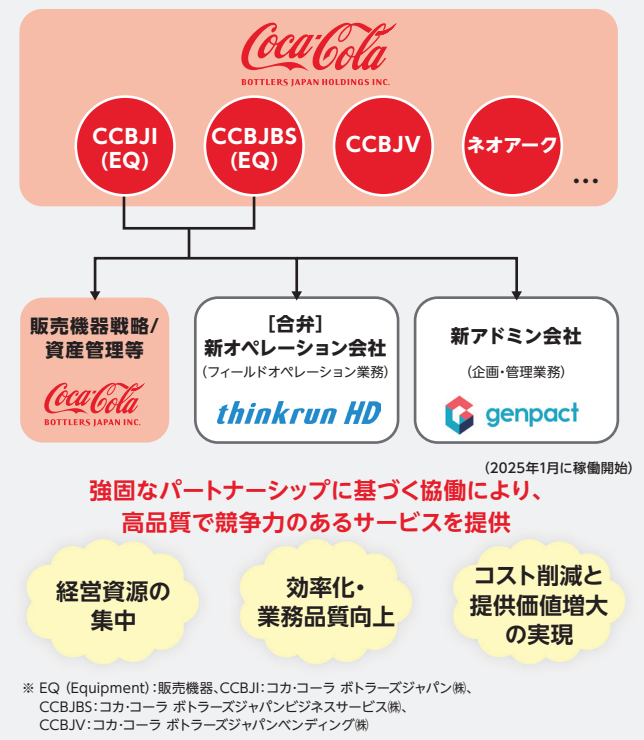 Coca-Cola
BOTTLERS JAPAN HOLDINGS INC.
CCBJI
(EQ)
CCBJBS
(EQ)
CCBJV
ネオアーク
…
販売機器戦略/
資産管理等
Coca-Cola
BOTTLERS JAPAN INC.
［合弁］
新オペレーション会社
(フィールドオペレーション業務)
thinkrun HD
新アドミン会社
(企画・管理業務)
genpact
(2025年1月に稼働開始)
強固なパートナーシップに基づく協働により、
高品質で競争力のあるサービスを提供
経営資源の
集中
効率化・
業務品質向上
コスト削減と
提供価値増大
の実現
※ EQ (Equipment)：販売機器、CCBJI：コカ・コーラ ボトラーズジャパン㈱、
CCBJBS：コカ・コーラ ボトラーズジャパンビジネスサービス㈱、
CCBJV：コカ・コーラ ボトラーズジャパンベンディング㈱